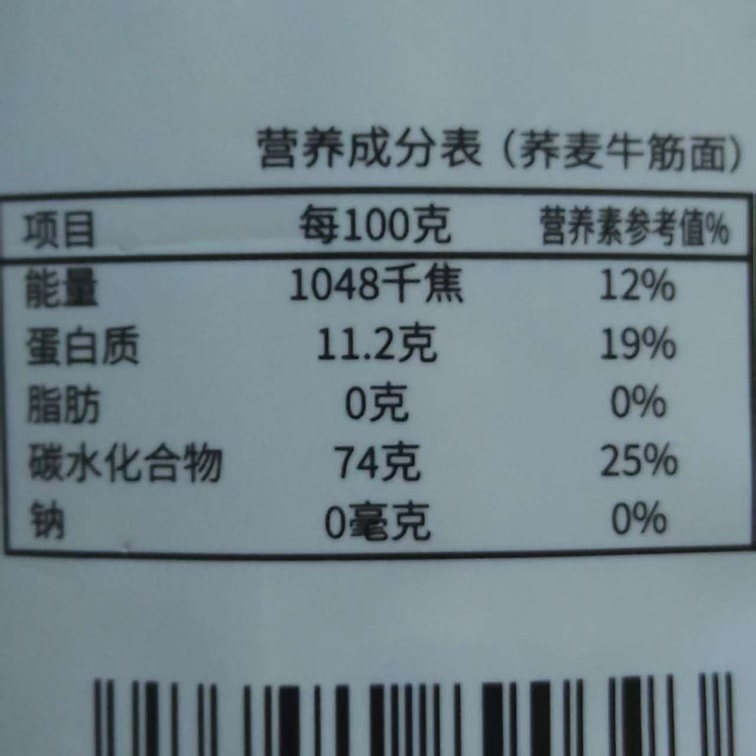 营养成分表（荞麦牛筋面）
项目 每100克 营养素参考值%
能量 1048千焦 12%
蛋白质 11.2克 19%
脂肪 0克 0%
碳水化合物 74克 25%
钠 0毫克 0%